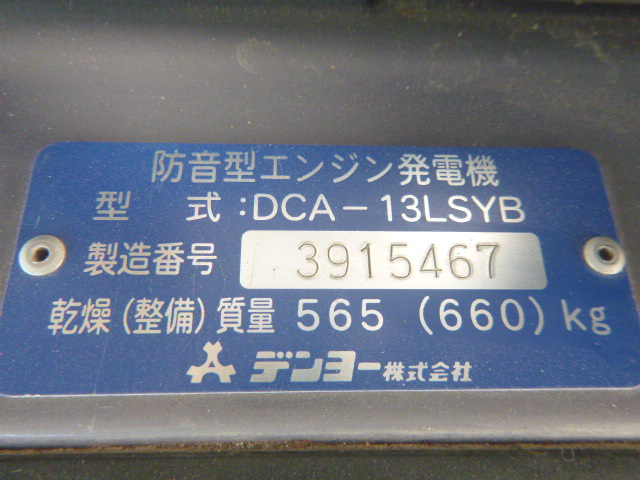 防音型エンジン発電機
型 式:DCA-13LSYB
製造番号 3915467
乾燥(整備)質量 565 (660)kg
デンヨー株式会社